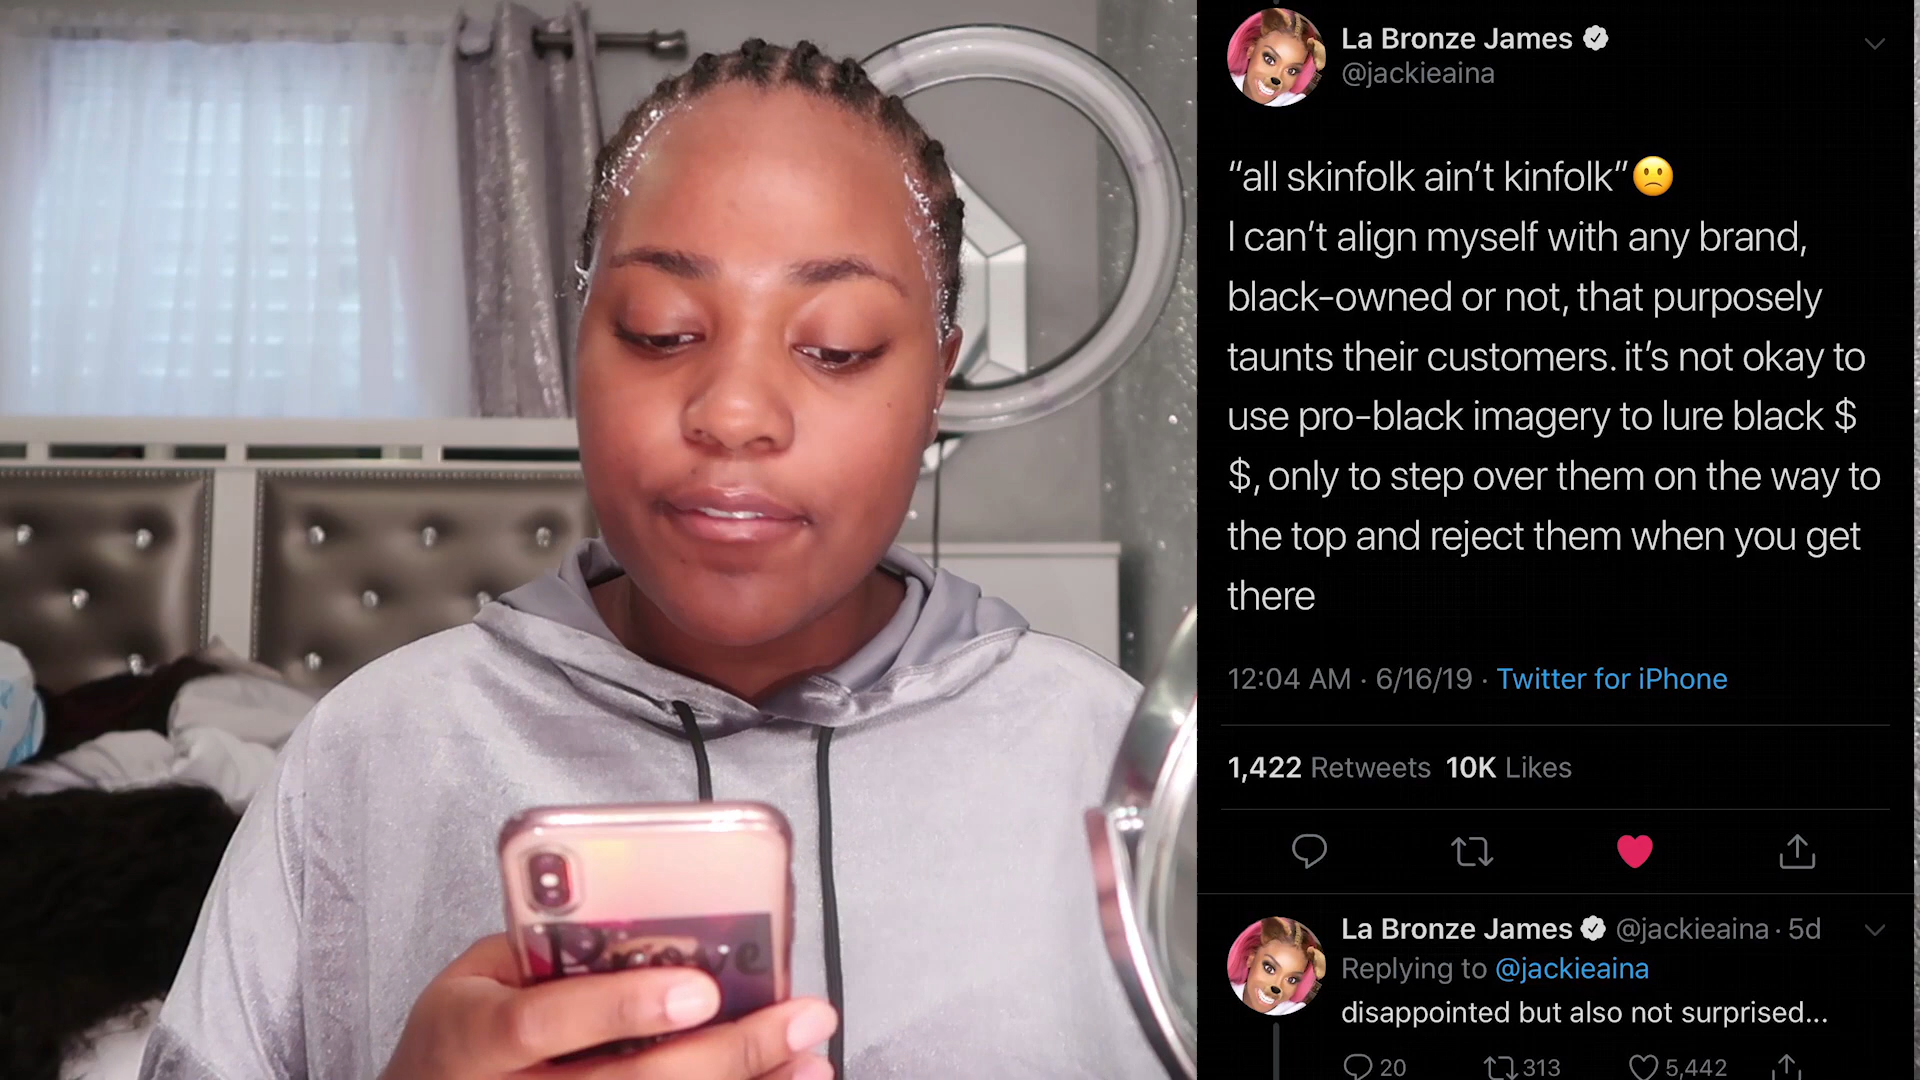 La Bronze James
@jackieaina
“all skinfolk ain’t kinfolk”🙁
I can’t align myself with any brand,
black-owned or not, that purposely
taunts their customers. it’s not okay to
use pro-black imagery to lure black $
$, only to step over them on the way to
the top and reject them when you get
there
12:04 AM · 6/16/19 · Twitter for iPhone
1,422 Retweets 10K Likes
La Bronze James @jackieaina · 5d
Replying to @jackieaina
disappointed but also not surprised...
20 313 5,442